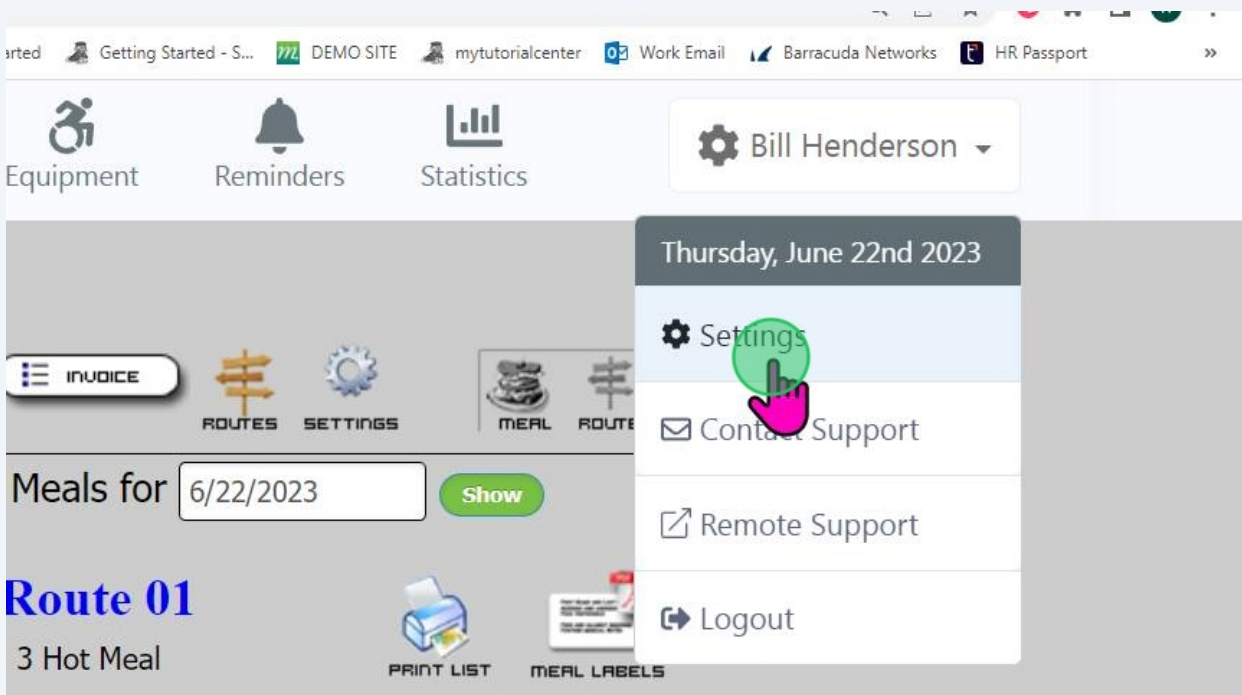 arted Getting Started - S... DEMO SITE mytutorialcenter Work Email Barracuda Networks HR Passport »
Equipment Reminders Statistics Bill Henderson
Thursday, June 22nd 2023
Settings
INVOICE ROUTES SETTINGS MEAL ROUTE
Contact Support
Meals for 6/22/2023 Show
Remote Support
Route 01
Logout
3 Hot Meal PRINT LIST MEAL LABELS